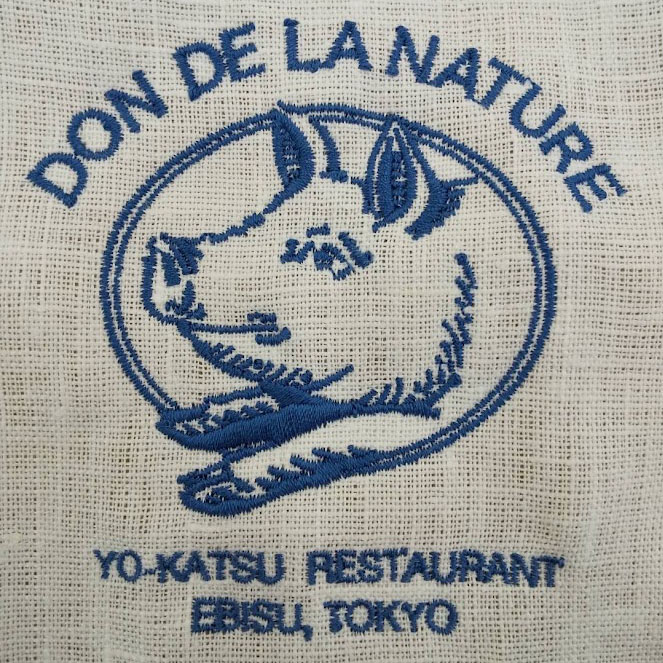 DON DE LA NATURE
YO-KATSU RESTAURANT
EBISU, TOKYO